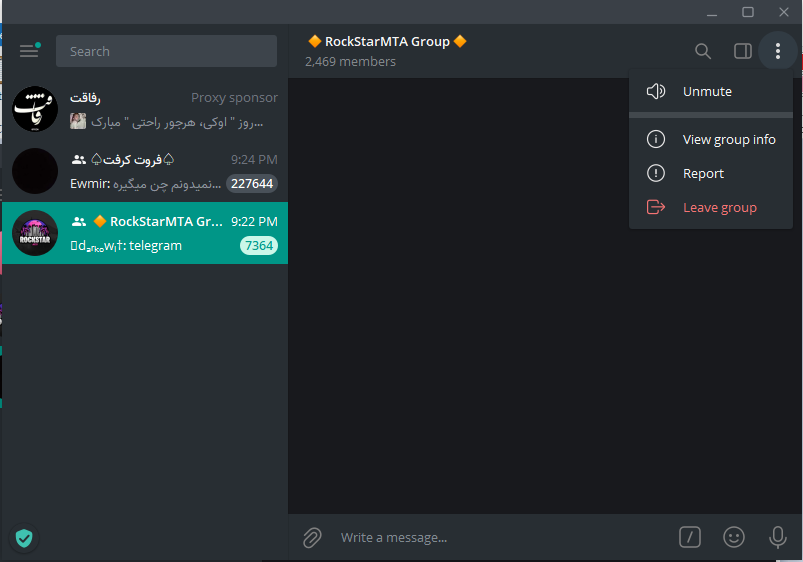 Search
رفاقت
Proxy sponsor
روز " اوکی، هرجور راحتی " مبارک...
♤فروت کرفت♤
9:24 PM
Ewmir: نمیدونم چن میگیره...
227644
🔶 RockStarMTA Gr...
9:22 PM
telegram
7364
ROCKSTAR
🔶 RockStarMTA Group 🔶
2,469 members
Unmute
View group info
Report
Leave group
Write a message...